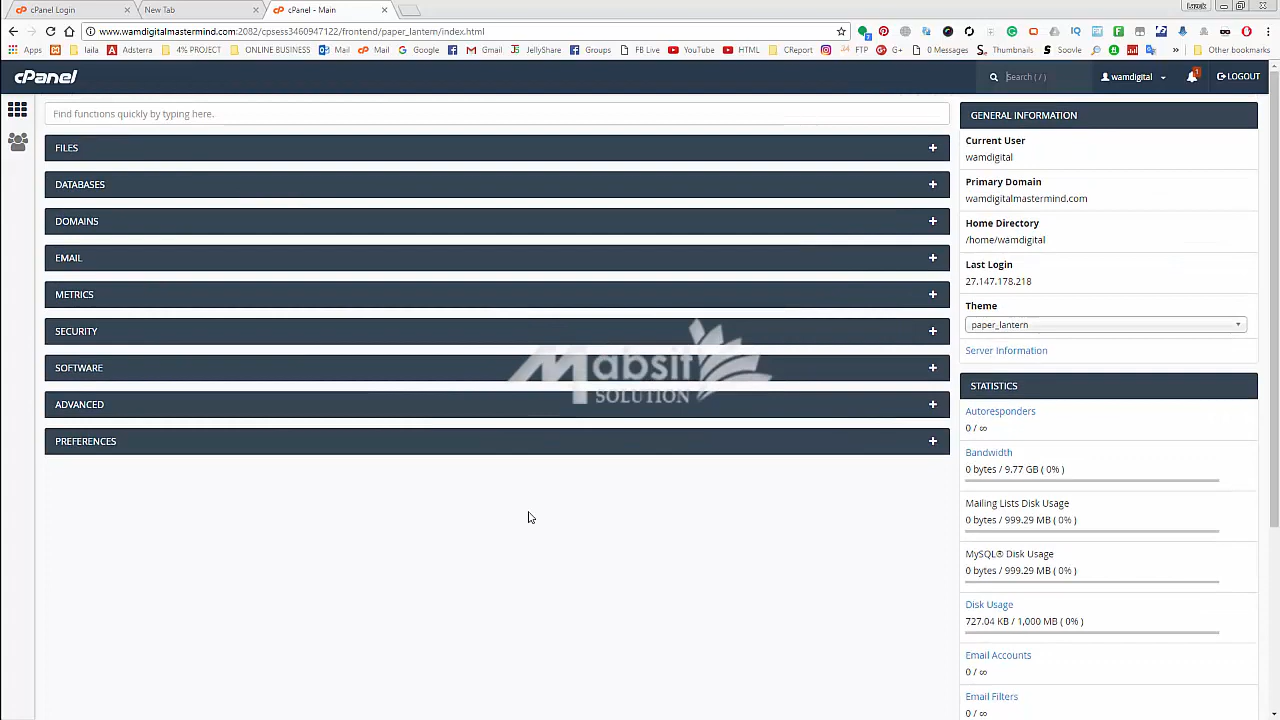 cPanel Login
New Tab
cPanel - Main
www.wamdigitalmastermind.com:2082/cpsess3460947122/frontend/paper_lantern/index.html
Apps
laila
Adsterra
4% PROJECT
ONLINE BUSINESS
Mail
Mail
Google
Gmail
JellyShare
Groups
FB Live
YouTube
HTML
CReport
FTP
G+
0 Messages
Thumbnails
Soovle
Other bookmarks
cPanel
Search ( / )
wamdigital
1
LOGOUT
Find functions quickly by typing here.
FILES
DATABASES
DOMAINS
EMAIL
METRICS
SECURITY
SOFTWARE
ADVANCED
PREFERENCES
Mabsit
SOLUTION
GENERAL INFORMATION
Current User
wamdigital
Primary Domain
wamdigitalmastermind.com
Home Directory
/home/wamdigital
Last Login
27.147.178.218
Theme
paper_lantern
Server Information
STATISTICS
Autoresponders
0 / ∞
Bandwidth
0 bytes / 9.77 GB ( 0% )
Mailing Lists Disk Usage
0 bytes / 999.29 MB ( 0% )
MySQL® Disk Usage
0 bytes / 999.29 MB ( 0% )
Disk Usage
727.04 KB / 1,000 MB ( 0% )
Email Accounts
0 / ∞
Email Filters
0 / ∞